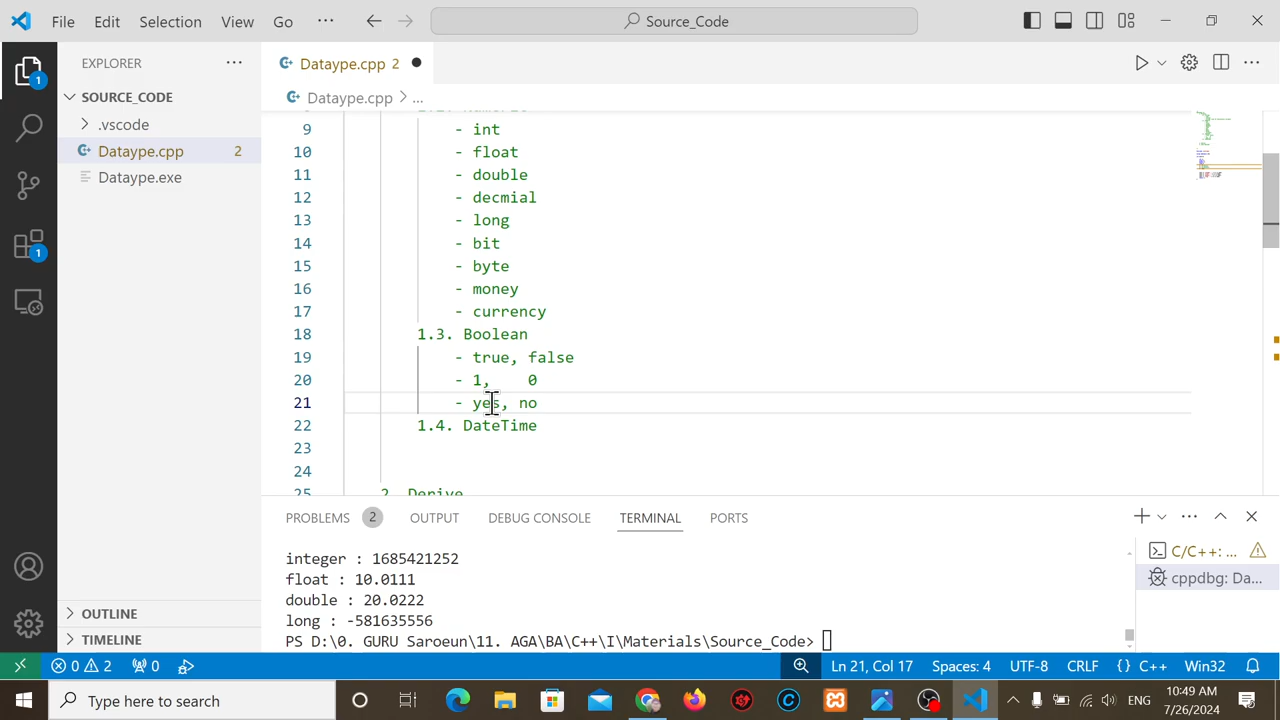 File Edit Selection View Go ... Source_Code
EXPLORER ...
SOURCE_CODE
.vscode
Dataype.cpp 2
Dataype.exe
OUTLINE
TIMELINE
Dataype.cpp 2
Dataype.cpp > ...
9 - int
10 - float
11 - double
12 - decmial
13 - long
14 - bit
15 - byte
16 - money
17 - currency
18 1.3. Boolean
19 - true, false
20 - 1, 0
21 - yes, no
22 1.4. DateTime
23
24
25 2. Derive
PROBLEMS 2 OUTPUT DEBUG CONSOLE TERMINAL PORTS
integer : 1685421252
float : 10.0111
double : 20.0222
long : -581635556
PS D:\0. GURU Saroeun\11. AGA\BA\C++\I\Materials\Source_Code>
C/C++: ...
cppdbg: Da...
0 2 0 Ln 21, Col 17 Spaces: 4 UTF-8 CRLF {} C++ Win32
Type here to search ENG 10:49 AM
7/26/2024